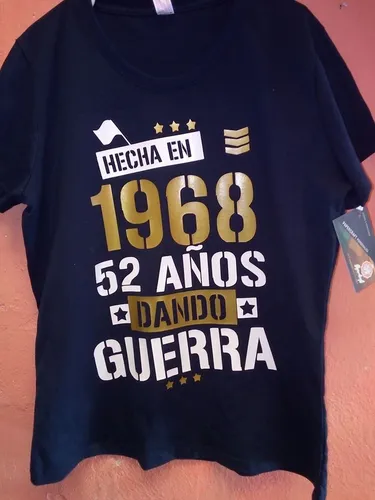 HECHA EN
1968
52 AÑOS
DANDO
GUERRA